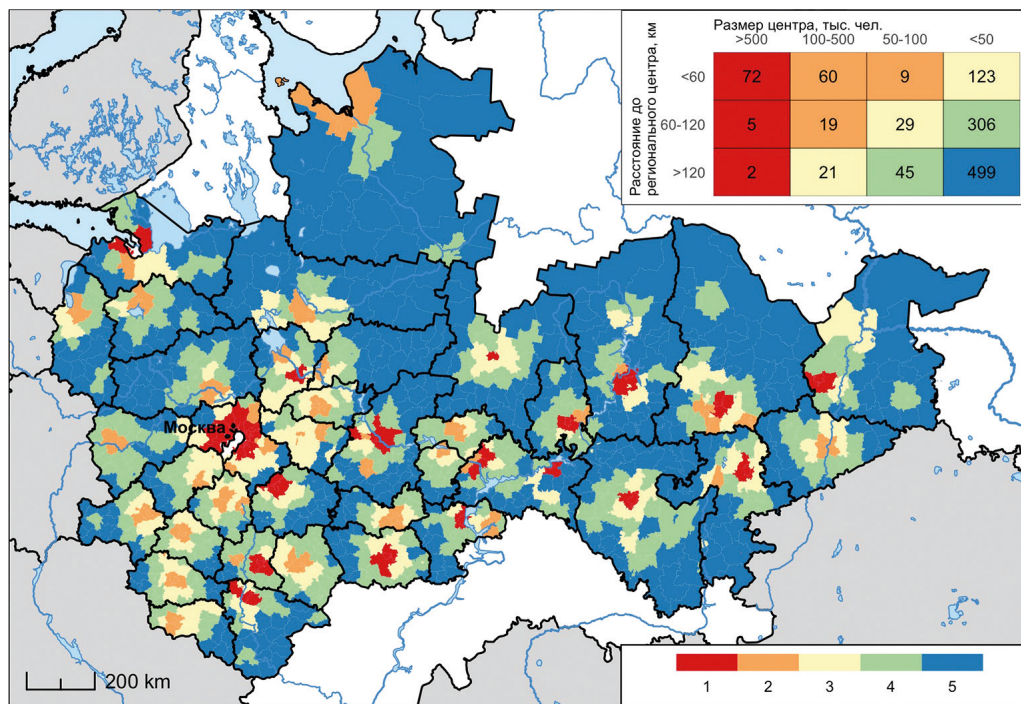 Размер центра, тыс. чел.
>500 100-500 50-100 <50
Расстояние до
регионального центра, км
<60 72 60 9 123
60-120 5 19 29 306
>120 2 21 45 499
Москва
200 km
1 2 3 4 5